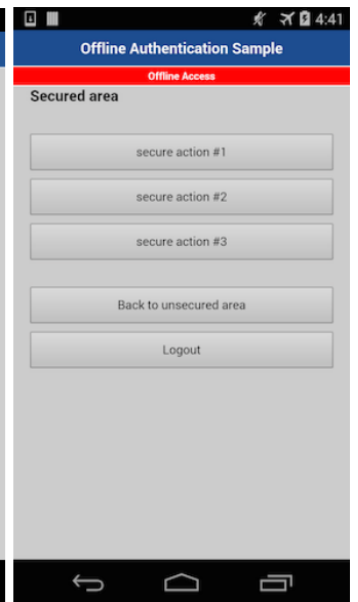 4:41
Offline Authentication Sample
Offline Access
Secured area
secure action #1
secure action #2
secure action #3
Back to unsecured area
Logout